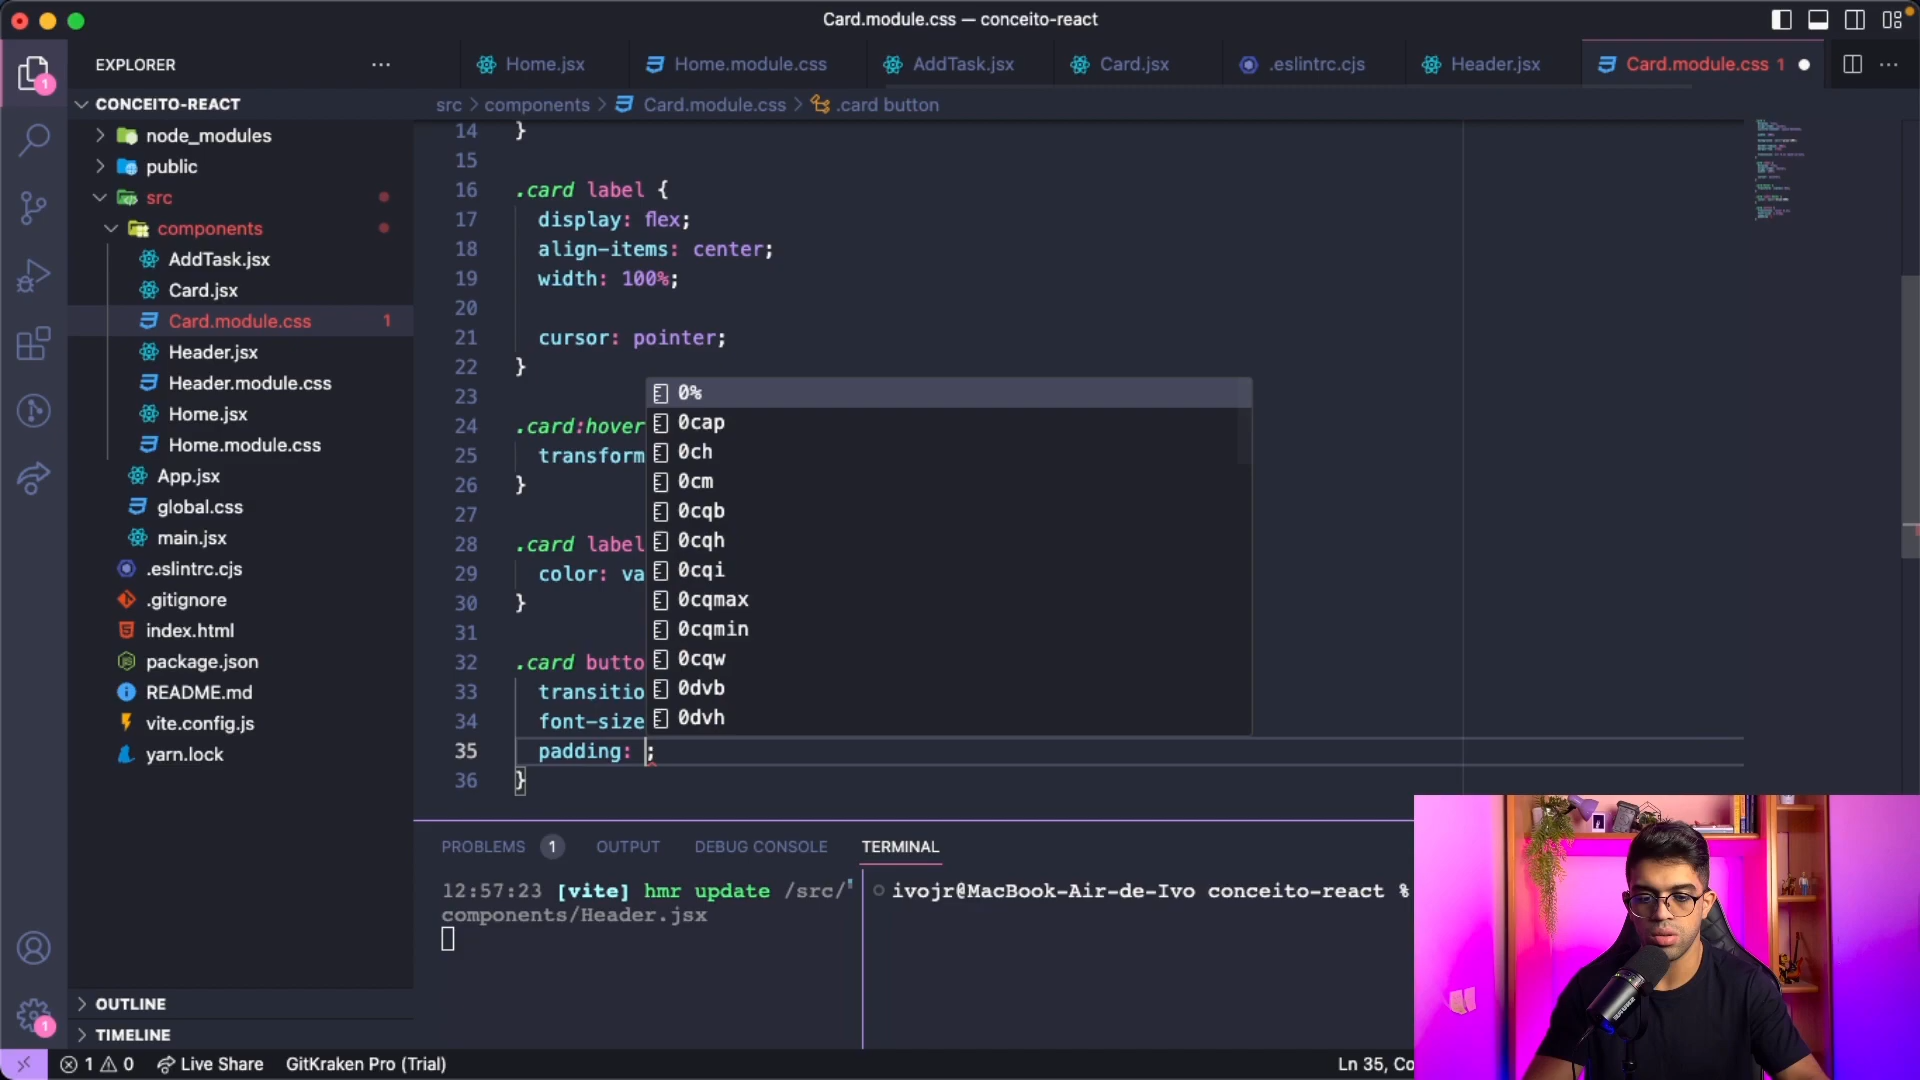 Card.module.css — conceito-react
EXPLORER
Home.jsx
Home.module.css
AddTask.jsx
Card.jsx
.eslintrc.cjs
Header.jsx
Card.module.css 1
CONCEITO-REACT
src
components
Card.module.css
.card button
node_modules
public
src
components
AddTask.jsx
Card.jsx
Card.module.css 1
Header.jsx
Header.module.css
Home.jsx
Home.module.css
App.jsx
global.css
main.jsx
.eslintrc.cjs
.gitignore
index.html
package.json
README.md
vite.config.js
yarn.lock
OUTLINE
TIMELINE
14 }
15
16 .card label {
17 display: flex;
18 align-items: center;
19 width: 100%;
20
21 cursor: pointer;
22 }
23
24 .card:hover
25 transform
26 }
27
28 .card label
29 color: va
30 }
31
32 .card butto
33 transitio
34 font-size
35 padding: ;
36 }
0%
0cap
0ch
0cm
0cqb
0cqh
0cqi
0cqmax
0cqmin
0cqw
0dvb
0dvh
PROBLEMS 1
OUTPUT
DEBUG CONSOLE
TERMINAL
12:57:23 [vite] hmr update /src/
components/Header.jsx
ivojr@MacBook-Air-de-Ivo conceito-react %
1
1
1 0
Live Share
GitKraken Pro (Trial)
Ln 35, Co